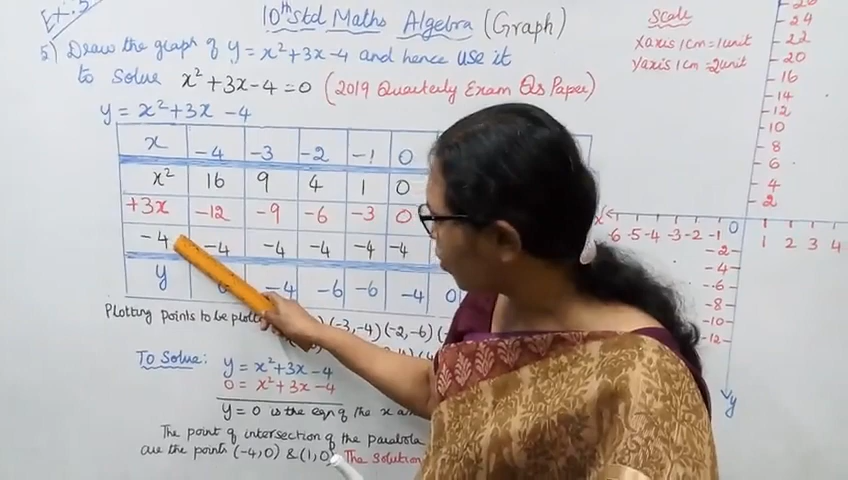 Ex:5
10th Std Maths Algebra (Graph)
5) Draw the graph of y = x² + 3x - 4 and hence use it
to Solve x² + 3x - 4 = 0 (2019 Quarterly Exam Qs Paper)
y = x² + 3x - 4
x -4 -3 -2 -1 0
x² 16 9 4 1 0
+3x -12 -9 -6 -3 0
-4 -4 -4 -4 -4 -4
y 0 -4 -6 -6 -4 0
Plotting points to be (-3,-4) (-2,-6)
To Solve: y = x² + 3x - 4
0 = x² + 3x - 4
y = 0 is the eqn of the x
The point of intersection of the parabola
are the points (-4,0) & (1,0) The Solution
Scale
x axis 1cm = 1 unit
y axis 1cm = 2 unit
24
22
20
16
14
12
10
8
6
4
2
x' -6 -5 -4 -3 -2 -1 0 1 2 3 4
-2
-4
-6
-8
-10
-12
y